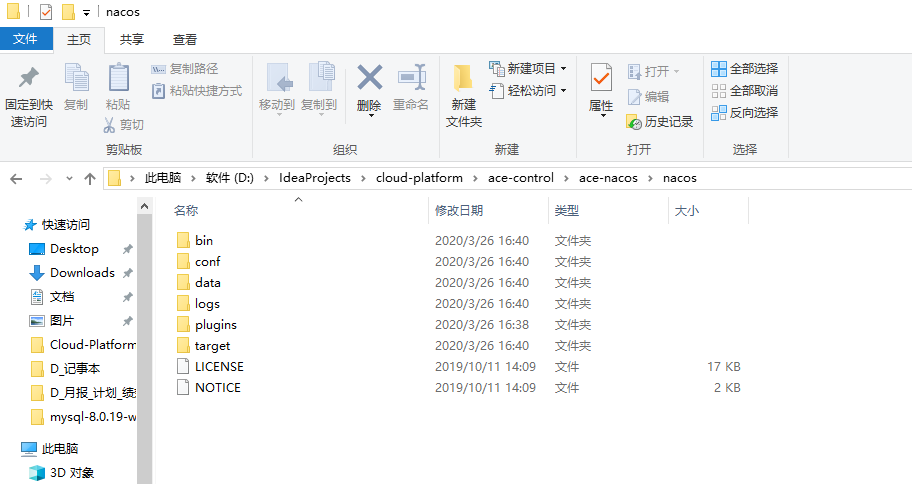 nacos
文件 主页 共享 查看
固定到快速访问 复制 粘贴 复制路径 粘贴快捷方式 剪切
移动到 复制到 删除 重命名
新建文件夹 新建项目 轻松访问
属性 打开 编辑 历史记录
全部选择 全部取消 反向选择
剪贴板 组织 新建 打开 选择
此电脑 软件 (D:) IdeaProjects cloud-platform ace-control ace-nacos nacos
快速访问
Desktop
Downloads
文档
图片
Cloud-Platform
D_记事本
D_月报_计划_绩
mysql-8.0.19-w
此电脑
3D 对象
名称 修改日期 类型 大小
bin 2020/3/26 16:40 文件夹
conf 2020/3/26 16:40 文件夹
data 2020/3/26 16:40 文件夹
logs 2020/3/26 16:40 文件夹
plugins 2020/3/26 16:38 文件夹
target 2020/3/26 16:40 文件夹
LICENSE 2019/10/11 14:09 文件 17 KB
NOTICE 2019/10/11 14:09 文件 2 KB